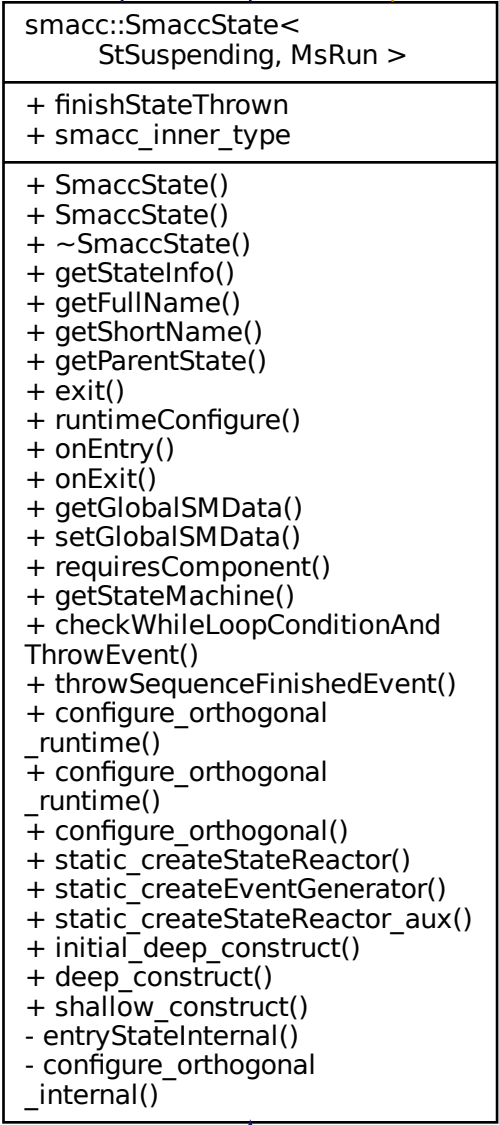 smacc::SmaccState<
StSuspending, MsRun >
+ finishStateThrown
+ smacc_inner_type
+ SmaccState()
+ SmaccState()
+ ~SmaccState()
+ getStateInfo()
+ getFullName()
+ getShortName()
+ getParentState()
+ exit()
+ runtimeConfigure()
+ onEntry()
+ onExit()
+ getGlobalSMData()
+ setGlobalSMData()
+ requiresComponent()
+ getStateMachine()
+ checkWhileLoopConditionAnd
ThrowEvent()
+ throwSequenceFinishedEvent()
+ configure_orthogonal
_runtime()
+ configure_orthogonal
_runtime()
+ configure_orthogonal()
+ static_createStateReactor()
+ static_createEventGenerator()
+ static_createStateReactor_aux()
+ initial_deep_construct()
+ deep_construct()
+ shallow_construct()
- entryStateInternal()
- configure_orthogonal
_internal()